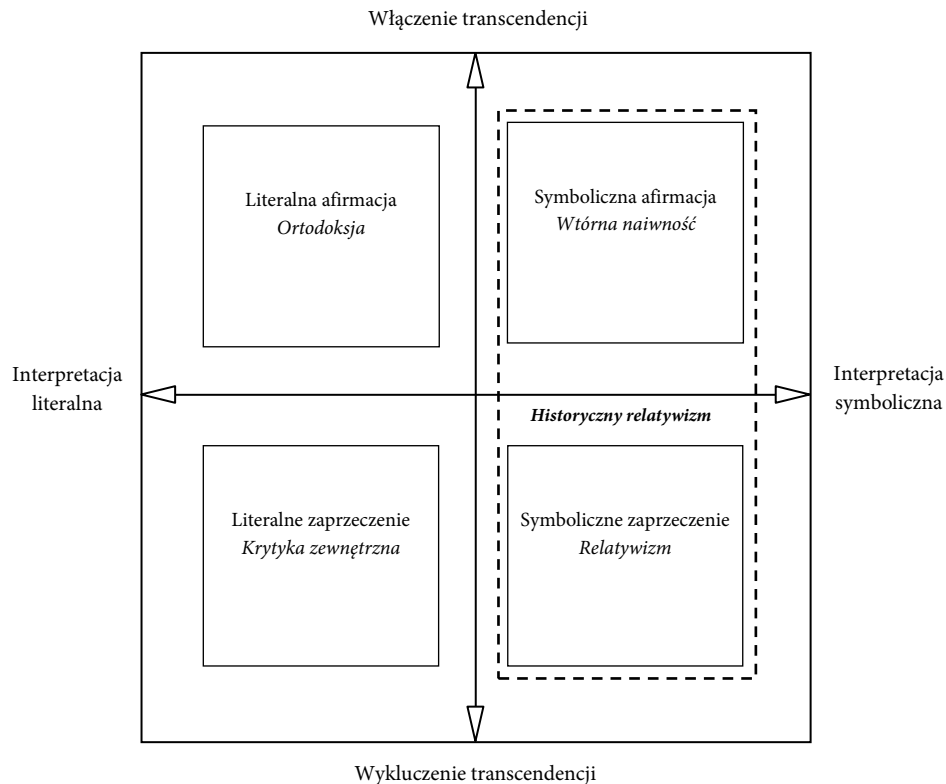 Włączenie transcendencji
Literalna afirmacja
Ortodoksja
Symboliczna afirmacja
Wtórna naiwność
Interpretacja
literalna
Interpretacja
symboliczna
Historyczny relatywizm
Literalne zaprzeczenie
Krytyka zewnętrzna
Symboliczne zaprzeczenie
Relatywizm
Wykluczenie transcendencji